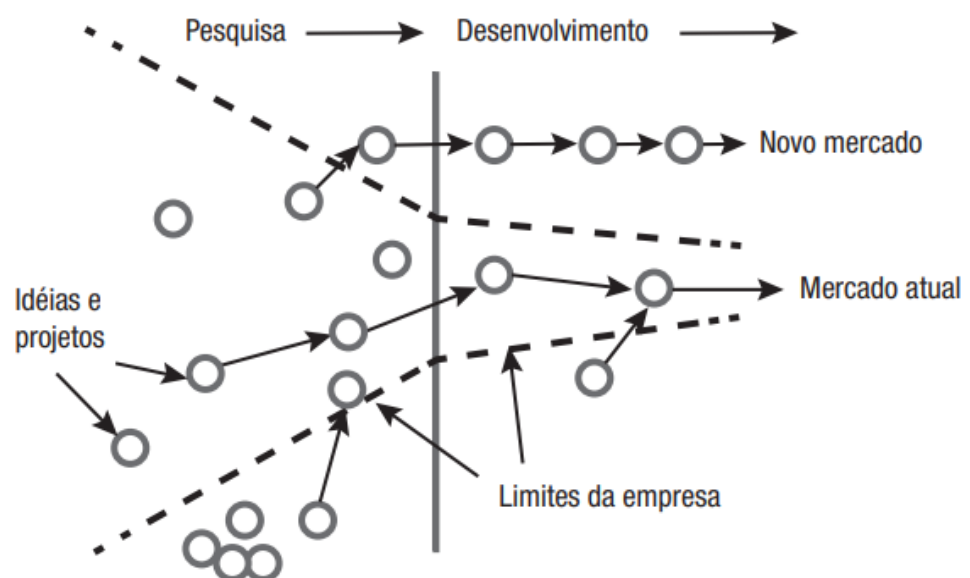 Pesquisa
Desenvolvimento
Novo mercado
Idéias e
projetos
Mercado atual
Limites da empresa